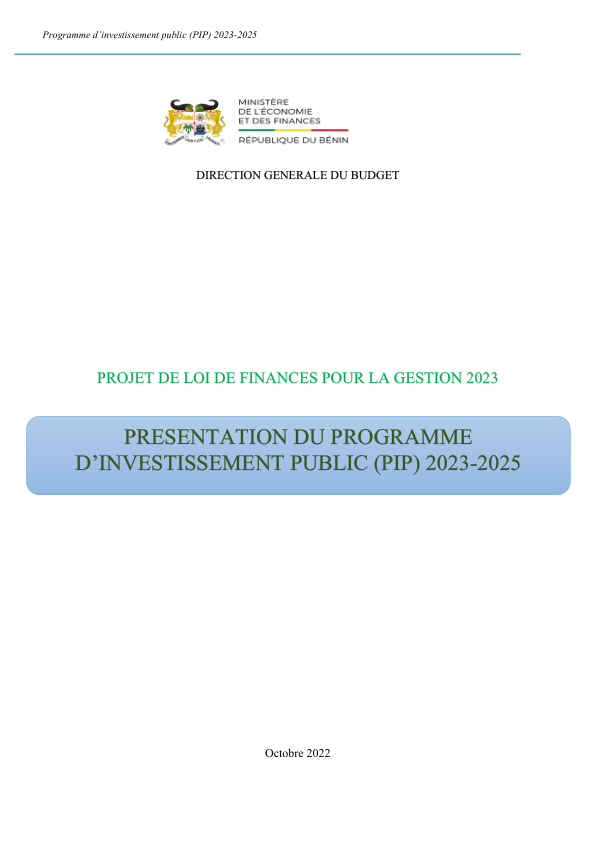 Programme d’investissement public (PIP) 2023-2025
MINISTÈRE
DE L'ÉCONOMIE
ET DES FINANCES
RÉPUBLIQUE DU BÉNIN
DIRECTION GENERALE DU BUDGET
PROJET DE LOI DE FINANCES POUR LA GESTION 2023
PRESENTATION DU PROGRAMME
D’INVESTISSEMENT PUBLIC (PIP) 2023-2025
Octobre 2022